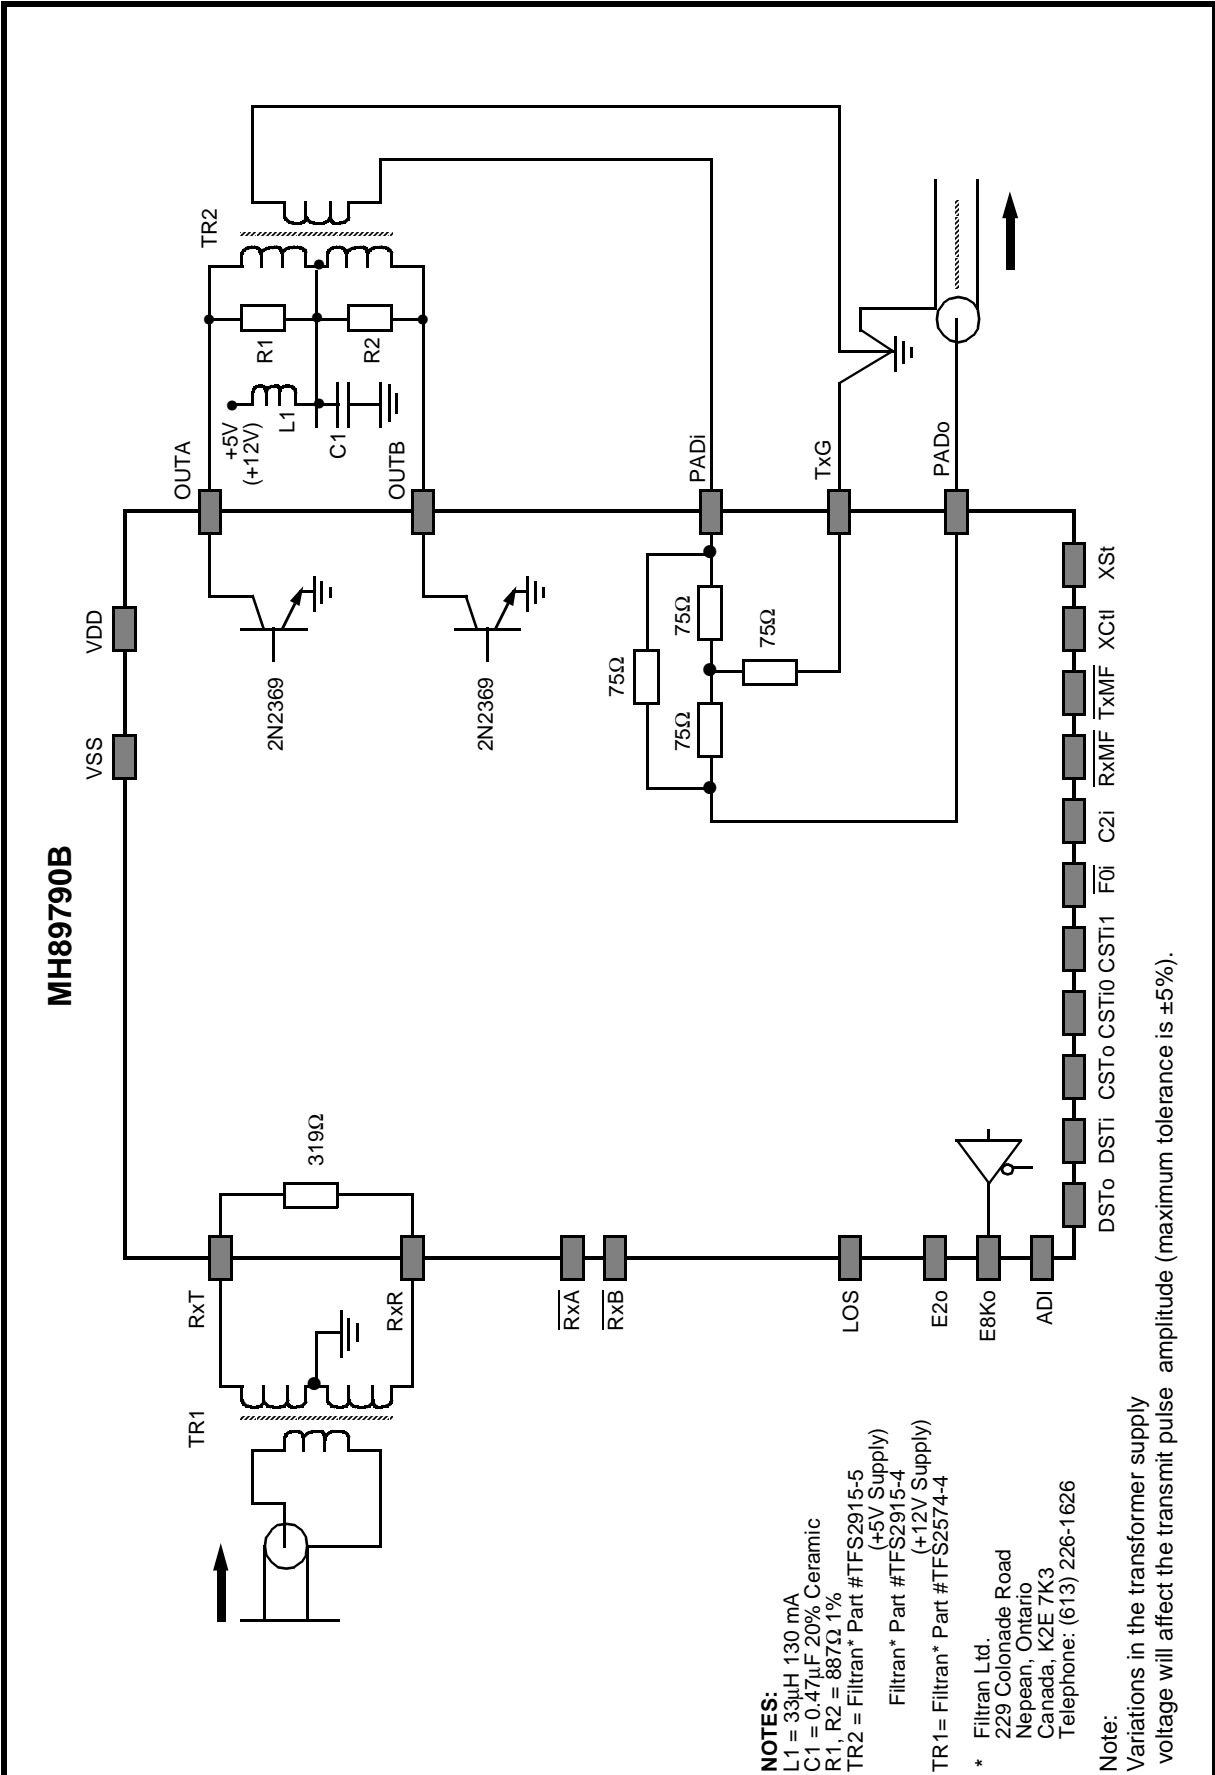 MH89790B
TR1
RxT
RxR
319Ω
VSS
VDD
2N2369
2N2369
OUTA
OUTB
+5V
(+12V)
L1
C1
R1
R2
TR2
RxA
RxB
LOS
E2o
E8Ko
ADI
75Ω
75Ω
75Ω
75Ω
PADi
TxG
PADo
DSTo
DSTi
CSTo
CSTi0
CSTi1
F0i
C2i
RxMF
TxMF
XCtl
XSt
NOTES:
L1 = 33µH 130 mA
C1 = 0.47µF 20% Ceramic
R1, R2 = 887Ω 1%
TR2 = Filtran* Part #TFS2915-5
(+5V Supply)
Filtran* Part #TFS2915-4
(+12V Supply)
TR1= Filtran* Part #TFS2574-4
* Filtran Ltd.
229 Colonade Road
Nepean, Ontario
Canada, K2E 7K3
Telephone: (613) 226-1626
Note:
Variations in the transformer supply
voltage will affect the transmit pulse amplitude (maximum tolerance is ±5%).